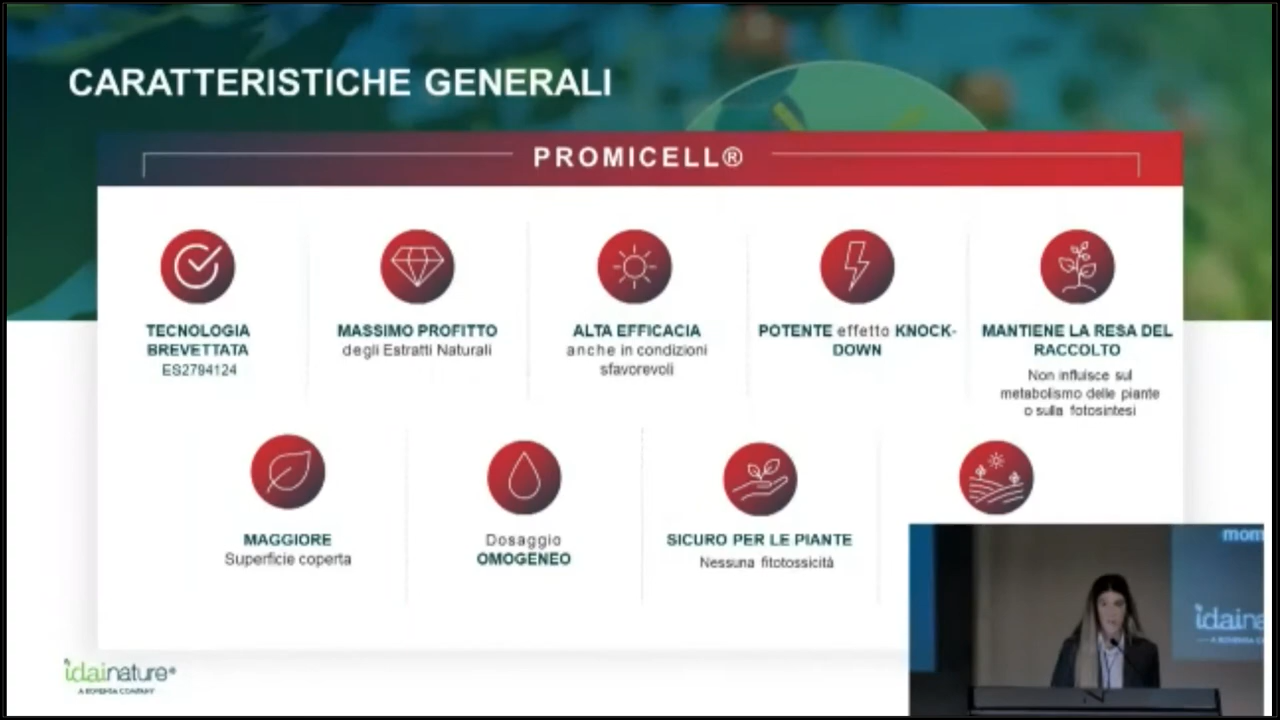 CARATTERISTICHE GENERALI
PROMICELL®
TECNOLOGIA
BREVETTATA
ES2794124
MASSIMO PROFITTO
degli Estratti Naturali
ALTA EFFICACIA
anche in condizioni
sfavorevoli
POTENTE effetto KNOCK-
DOWN
MANTIENE LA RESA DEL
RACCOLTO
Non influisce sul
metabolismo delle piante
o sulla fotosintesi
MAGGIORE
Superficie coperta
Dosaggio
OMOGENEO
SICURO PER LE PIANTE
Nessuna fitotossicità
idainature®
A ROVENSA COMPANY
mom
idaina